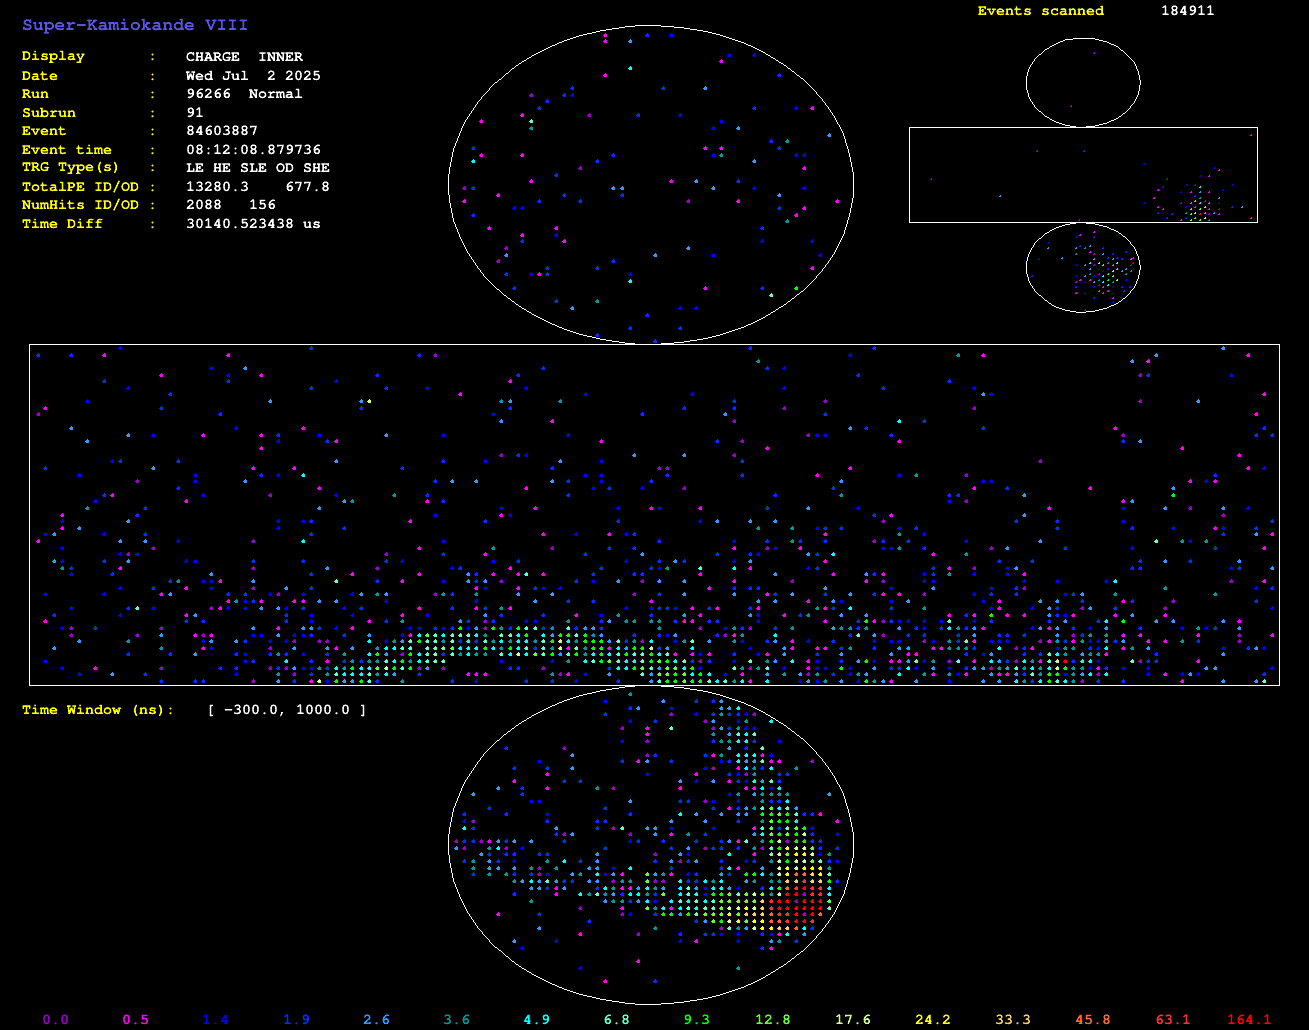 Super-Kamiokande VIII
Display : CHARGE INNER
Date : Wed Jul 2 2025
Run : 96266 Normal
Subrun : 91
Event : 84603887
Event time : 08:12:08.879736
TRG Type(s) : LE HE SLE OD SHE
TotalPE ID/OD : 13280.3 677.8
NumHits ID/OD : 2088 156
Time Diff : 30140.523438 us
Events scanned 184911
Time Window (ns): [ -300.0, 1000.0 ]
0.0 0.5 1.4 1.9 2.6 3.6 4.9 6.8 9.3 12.8 17.6 24.2 33.3 45.8 63.1 164.1